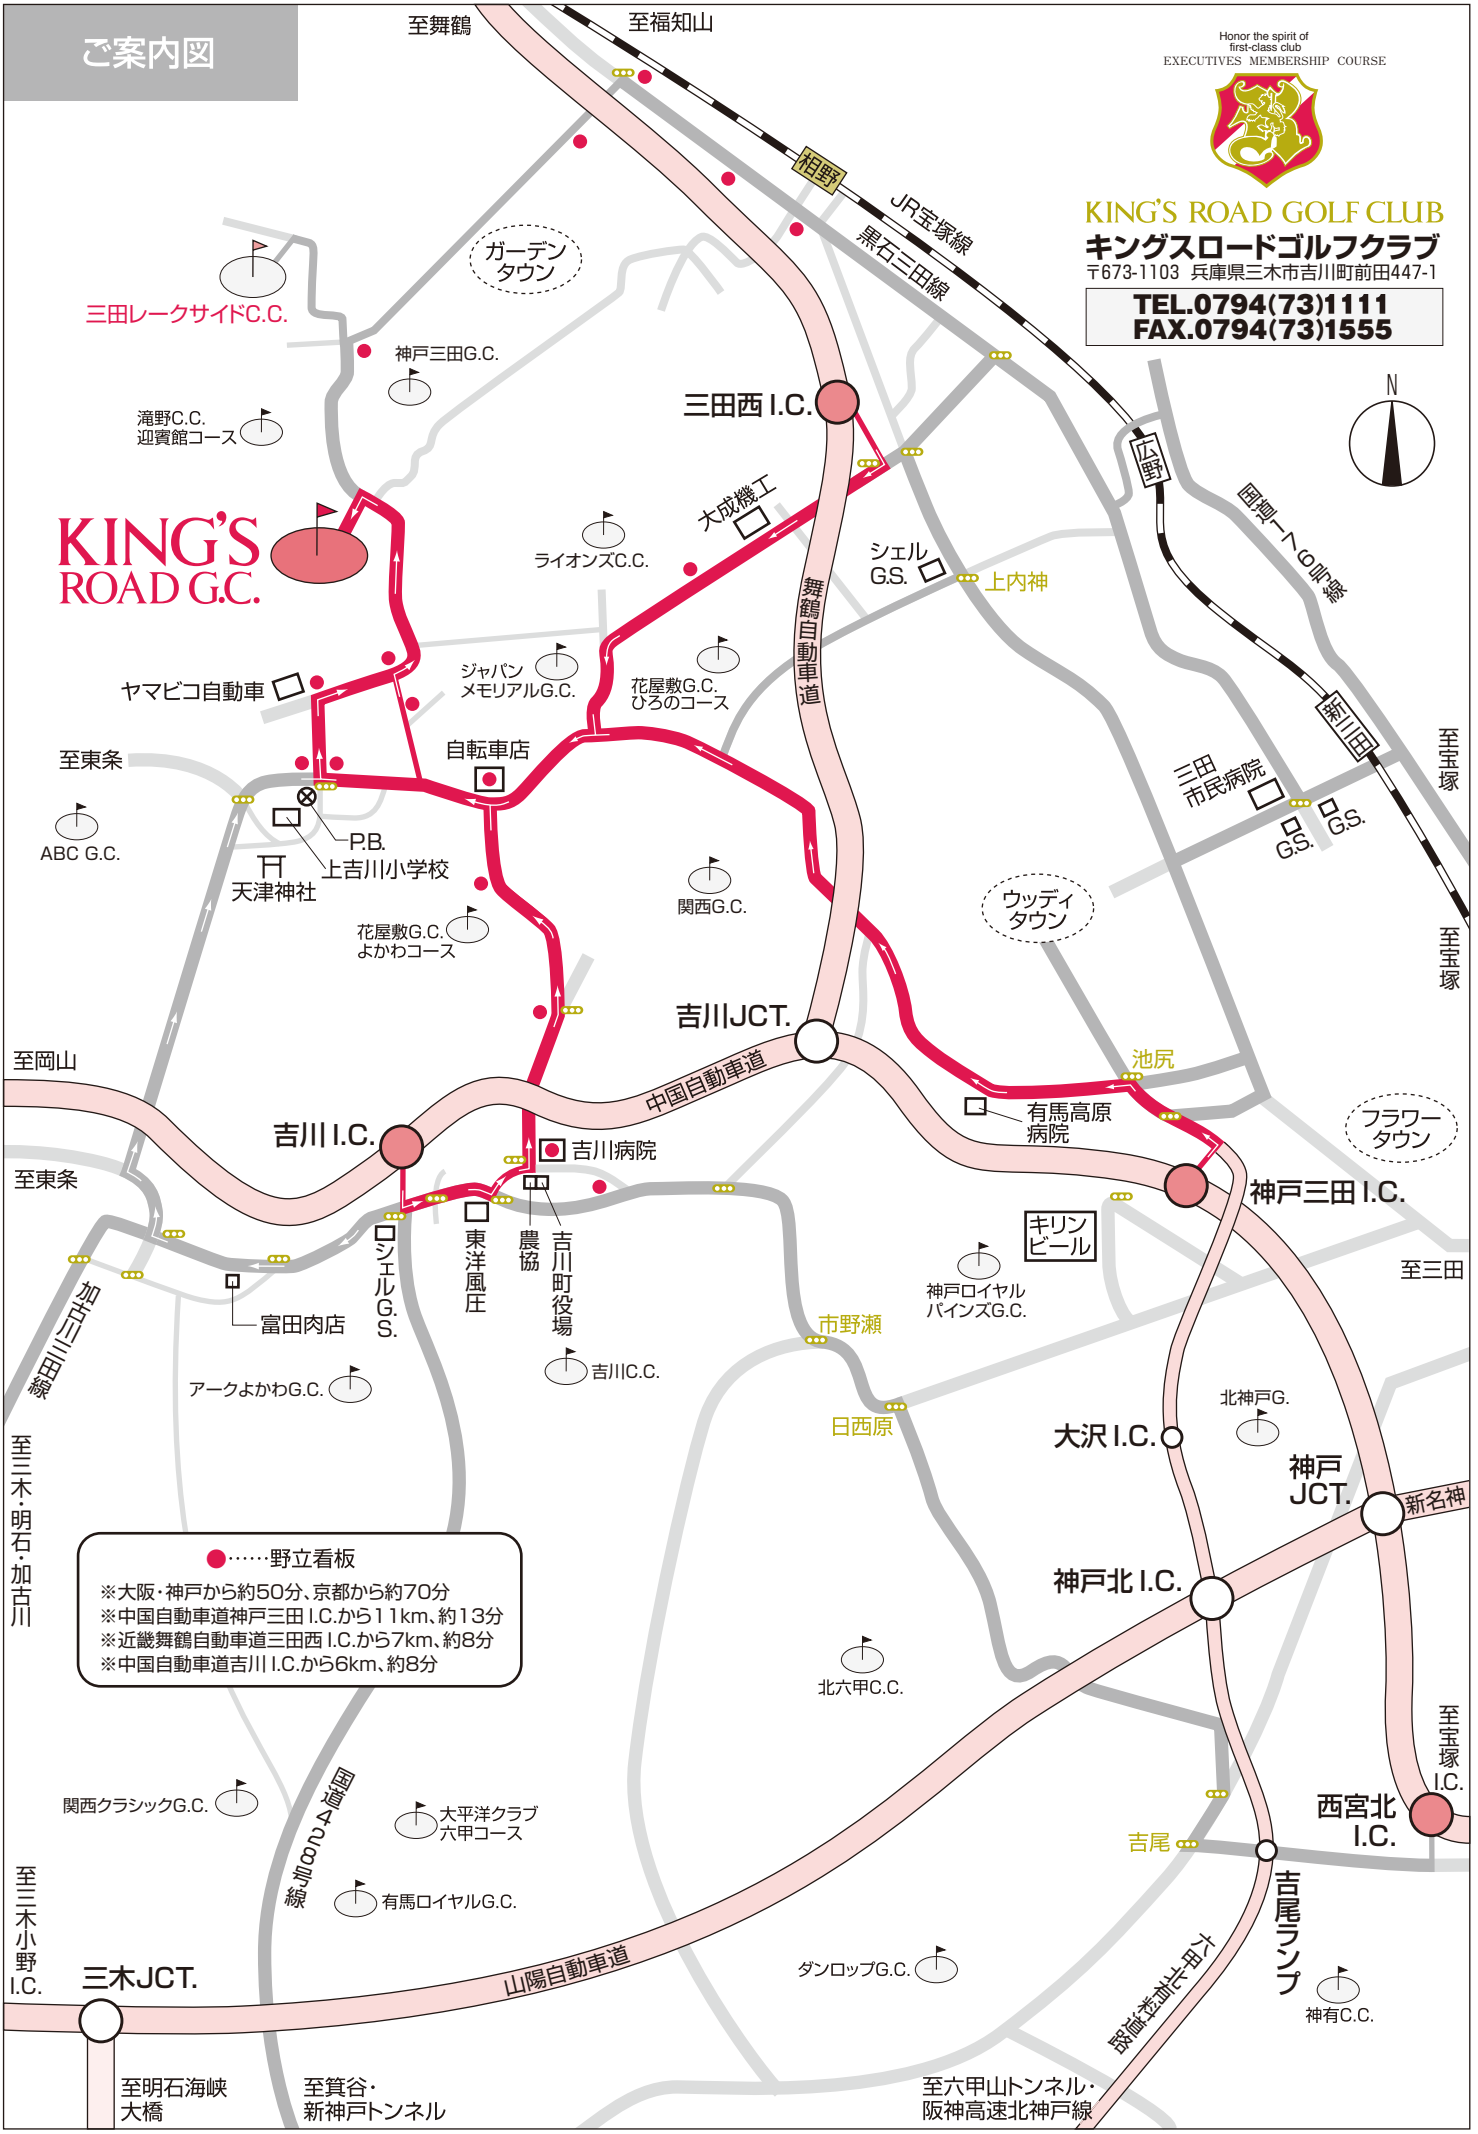 ご案内図
至舞鶴
至福知山
Honor the spirit of
first-class club
EXECUTIVES MEMBERSHIP COURSE
KING'S ROAD GOLF CLUB
キングスロードゴルフクラブ
〒673-1103 兵庫県三木市吉川町前田447-1
TEL.0794(73)1111
FAX.0794(73)1555
N
相野
JR宝塚線
黒石三田線
ガーデン
タウン
三田レークサイドC.C.
神戸三田G.C.
滝野C.C.
迎賓館コース
三田西 I.C.
広野
国道176号線
KING'S
ROAD G.C.
大成機工
ライオンズC.C.
シェル
G.S.
上内神
舞鶴自動車道
ジャパン
メモリアルG.C.
花屋敷G.C.
ひろのコース
ヤマビコ自動車
新三田
至宝塚
至東条
自転車店
三田
市民病院
G.S.
G.S.
ABC G.C.
P.B.
上吉川小学校
天津神社
関西G.C.
ウッディ
タウン
花屋敷G.C.
よかわコース
至宝塚
吉川JCT.
至岡山
中国自動車道
池尻
有馬高原
病院
フラワー
タウン
吉川 I.C.
吉川病院
至東条
神戸三田 I.C.
キリン
ビール
シェルG.S.
東洋風圧
農協
吉川町役場
至三田
神戸ロイヤル
パインズG.C.
加古川三田線
富田肉店
市野瀬
アークよかわG.C.
吉川C.C.
北神戸G.
日西原
大沢 I.C.
至三木・明石・加古川
神戸
JCT.
新名神
●……野立看板
※大阪・神戸から約50分、京都から約70分
※中国自動車道神戸三田 I.C.から11km、約13分
※近畿舞鶴自動車道三田西 I.C.から7km、約8分
※中国自動車道吉川 I.C.から6km、約8分
神戸北 I.C.
北六甲C.C.
至宝塚I.C.
国道428号線
関西クラシックG.C.
大平洋クラブ
六甲コース
西宮北
I.C.
吉尾
至三木小野I.C.
有馬ロイヤルG.C.
吉尾ランプ
六甲北有料道路
三木JCT.
山陽自動車道
ダンロップG.C.
神有C.C.
至明石海峡
大橋
至箕谷・
新神戸トンネル
至六甲山トンネル・
阪神高速北神戸線